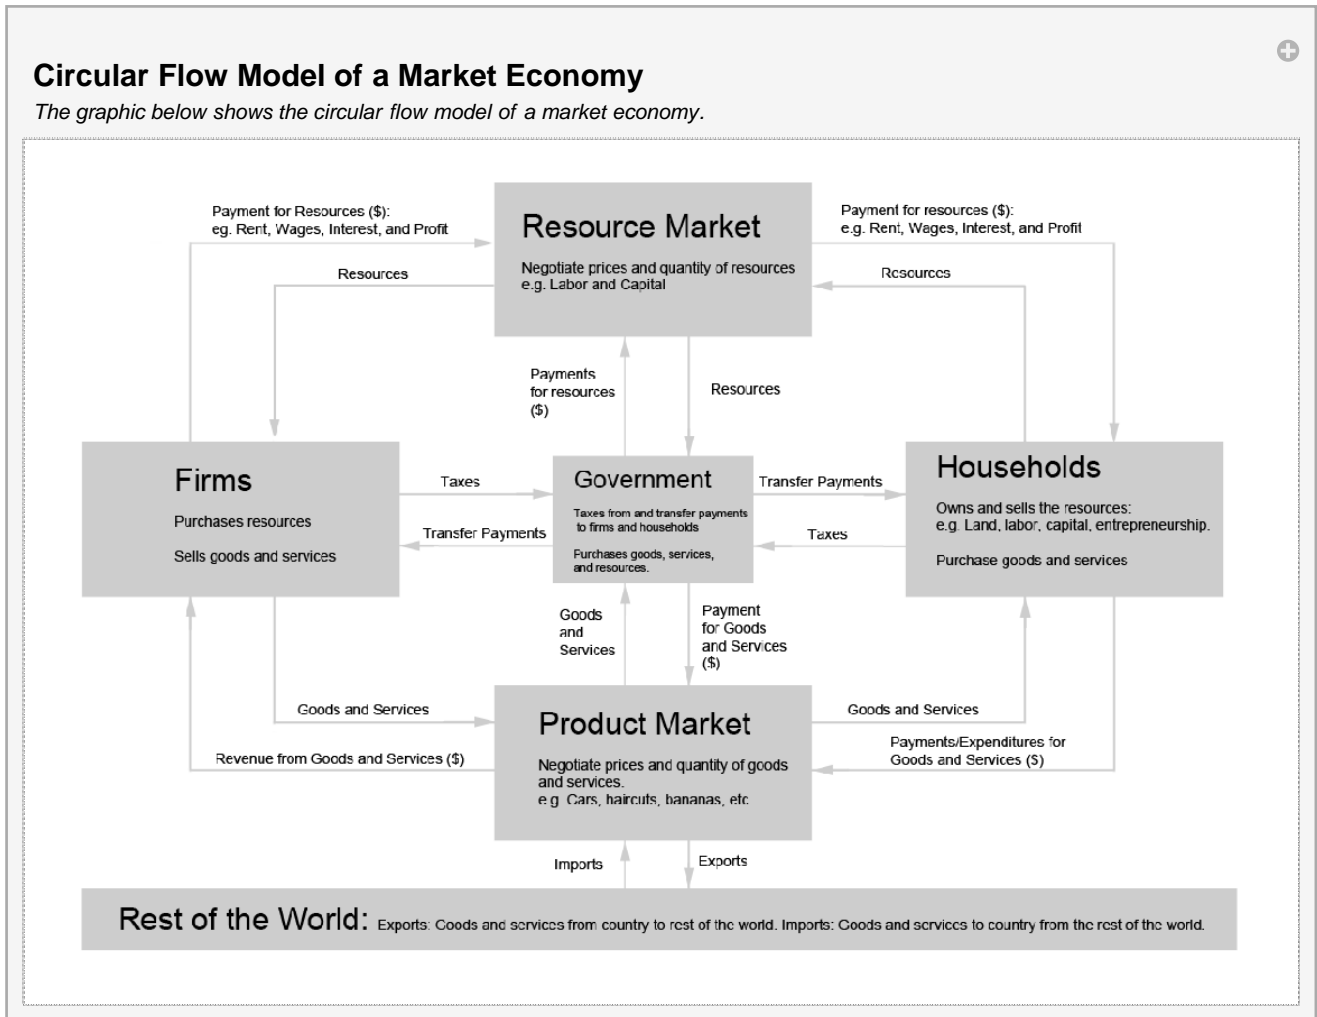 Circular Flow Model of a Market Economy
The graphic below shows the circular flow model of a market economy.
Payment for Resources ($):
eg. Rent, Wages, Interest, and Profit
Resources
Resource Market
Negotiate prices and quantity of resources
e.g. Labor and Capital
Payment for resources ($):
e.g. Rent, Wages, Interest, and Profit
Resources
Payments
for resources
($)
Resources
Firms
Purchases resources
Sells goods and services
Taxes
Transfer Payments
Government
Taxes from and transfer payments
to firms and households
Purchases goods, services,
and resources.
Transfer Payments
Taxes
Households
Owns and sells the resources:
e.g. Land, labor, capital, entrepreneurship.
Purchase goods and services
Goods
and
Services
Payment
for Goods
and Services
($)
Goods and Services
Revenue from Goods and Services ($)
Product Market
Negotiate prices and quantity of goods
and services.
e.g. Cars, haircuts, bananas, etc
Goods and Services
Payments/Expenditures for
Goods and Services ($)
Imports
Exports
Rest of the World: Exports: Goods and services from country to rest of the world. Imports: Goods and services to country from the rest of the world.